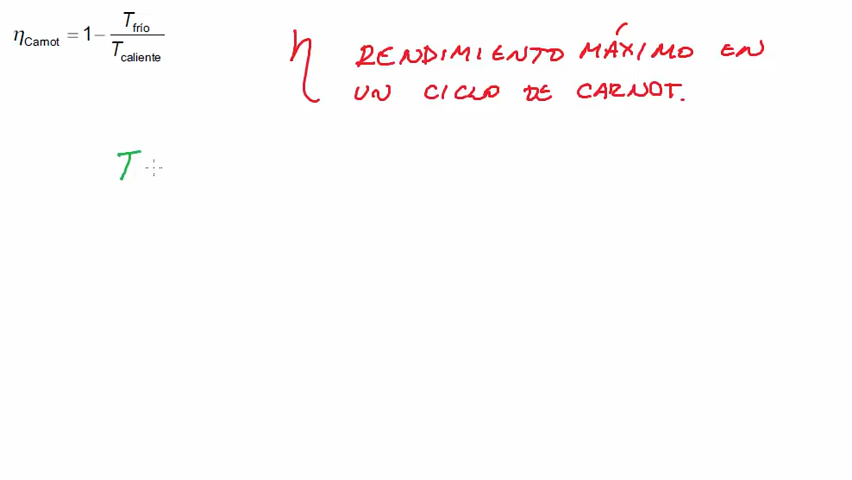 η_Carnot = 1 − T_frío / T_caliente
η RENDIMIENTO MÁXIMO EN
UN CICLO DE CARNOT.
T